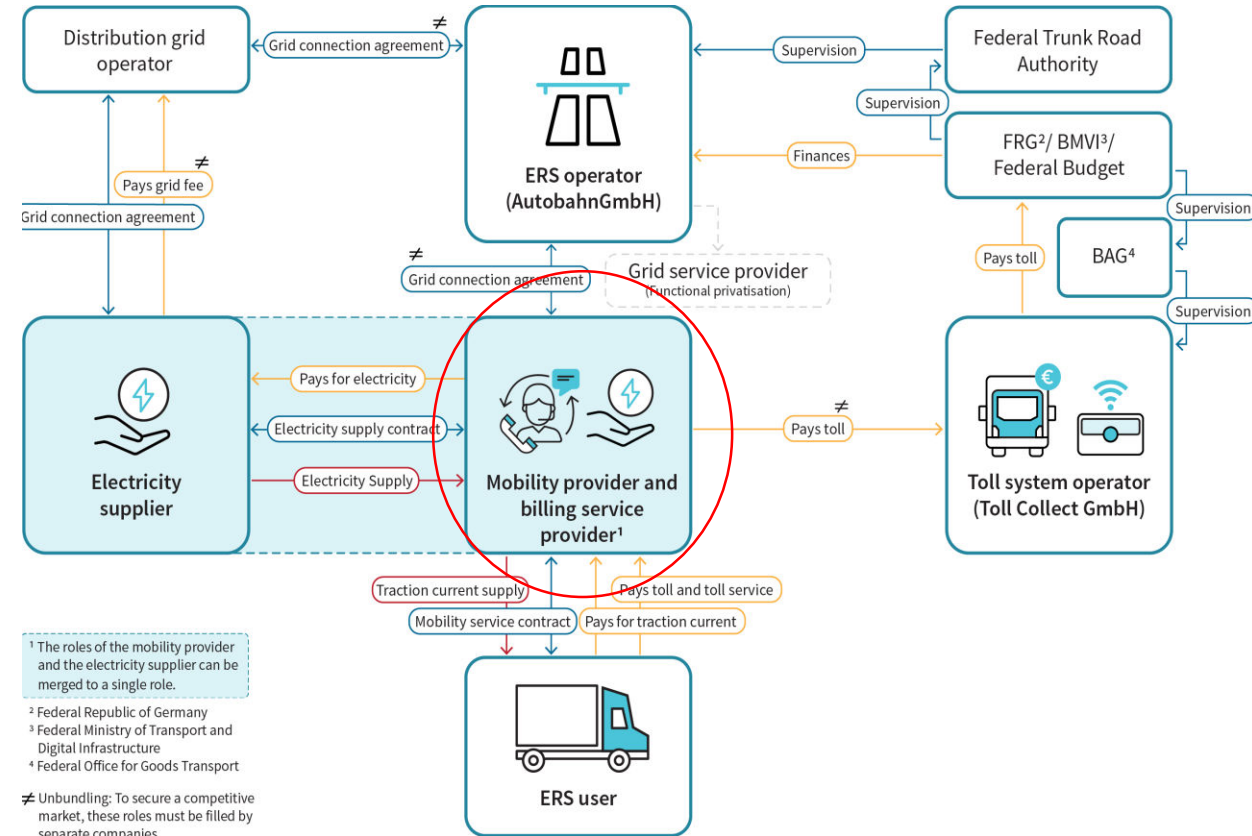 Distribution grid
operator
≠
Grid connection agreement
ERS operator
(AutobahnGmbH)
Supervision
Federal Trunk Road
Authority
Supervision
FRG²/ BMVI³/
Federal Budget
Finances
≠
Pays grid fee
Grid connection agreement
Supervision
BAG⁴
Pays toll
Supervision
≠
Grid connection agreement
Grid service provider
(Functional privatisation)
Electricity
supplier
Pays for electricity
Electricity supply contract
Electricity Supply
Mobility provider and
billing service
provider¹
≠
Pays toll
€
Toll system operator
(Toll Collect GmbH)
Traction current supply
Pays toll and toll service
Mobility service contract
Pays for traction current
ERS user
¹ The roles of the mobility provider
and the electricity supplier can be
merged to a single role.
² Federal Republic of Germany
³ Federal Ministry of Transport and
Digital Infrastructure
⁴ Federal Office for Goods Transport
≠ Unbundling: To secure a competitive
market, these roles must be filled by
separate companies